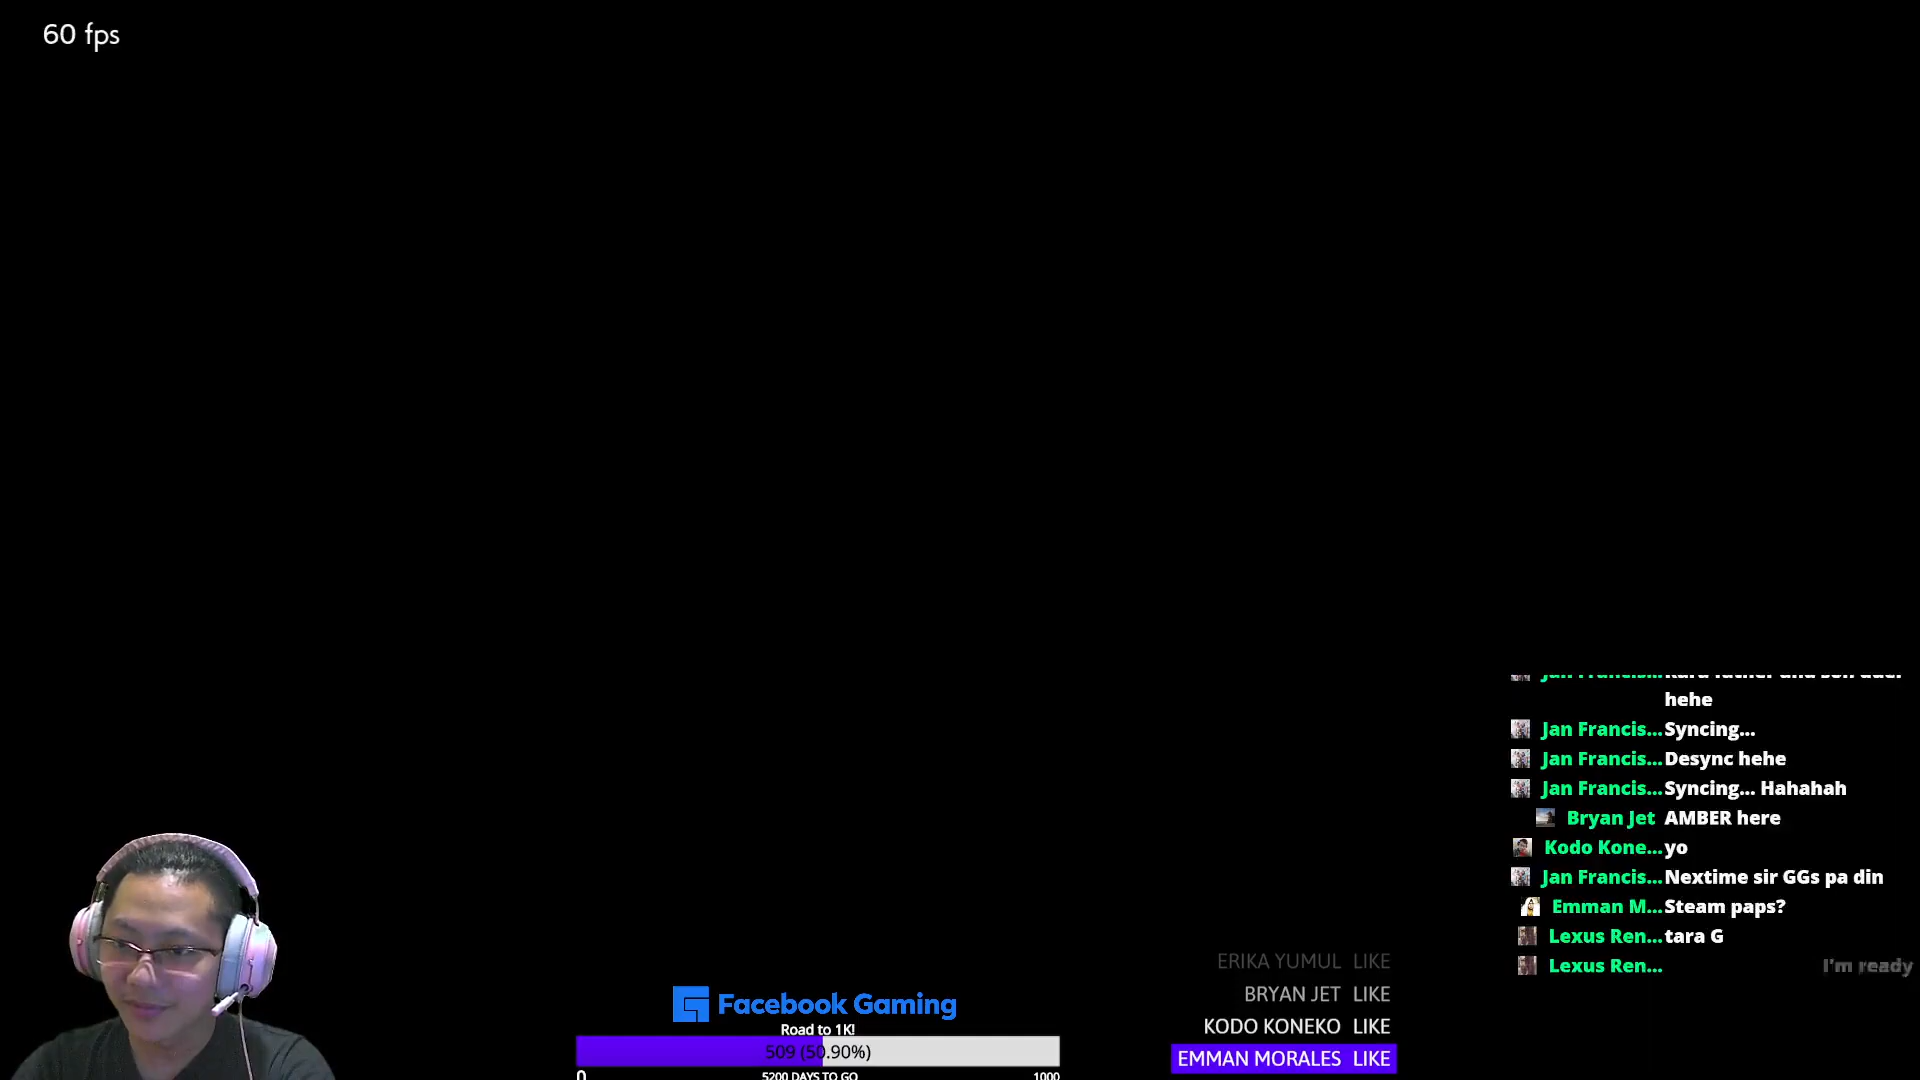 60 fps
hehe
Jan Francis...Syncing...
Jan Francis...Desync hehe
Jan Francis...Syncing... Hahahah
Bryan Jet AMBER here
Kodo Kone...yo
Jan Francis...Nextime sir GGs pa din
Emman M...Steam paps?
Lexus Ren...tara G
Lexus Ren... I'm ready
ERIKA YUMUL LIKE
BRYAN JET LIKE
KODO KONEKO LIKE
EMMAN MORALES LIKE
Facebook Gaming
Road to 1K!
509 (50.90%)
0 5200 DAYS TO GO 1000